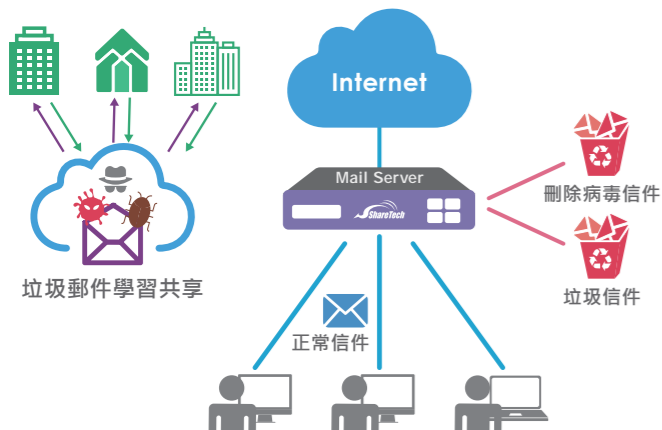 Internet
Mail Server
ShareTech
刪除病毒信件
垃圾郵件學習共享
垃圾信件
正常信件